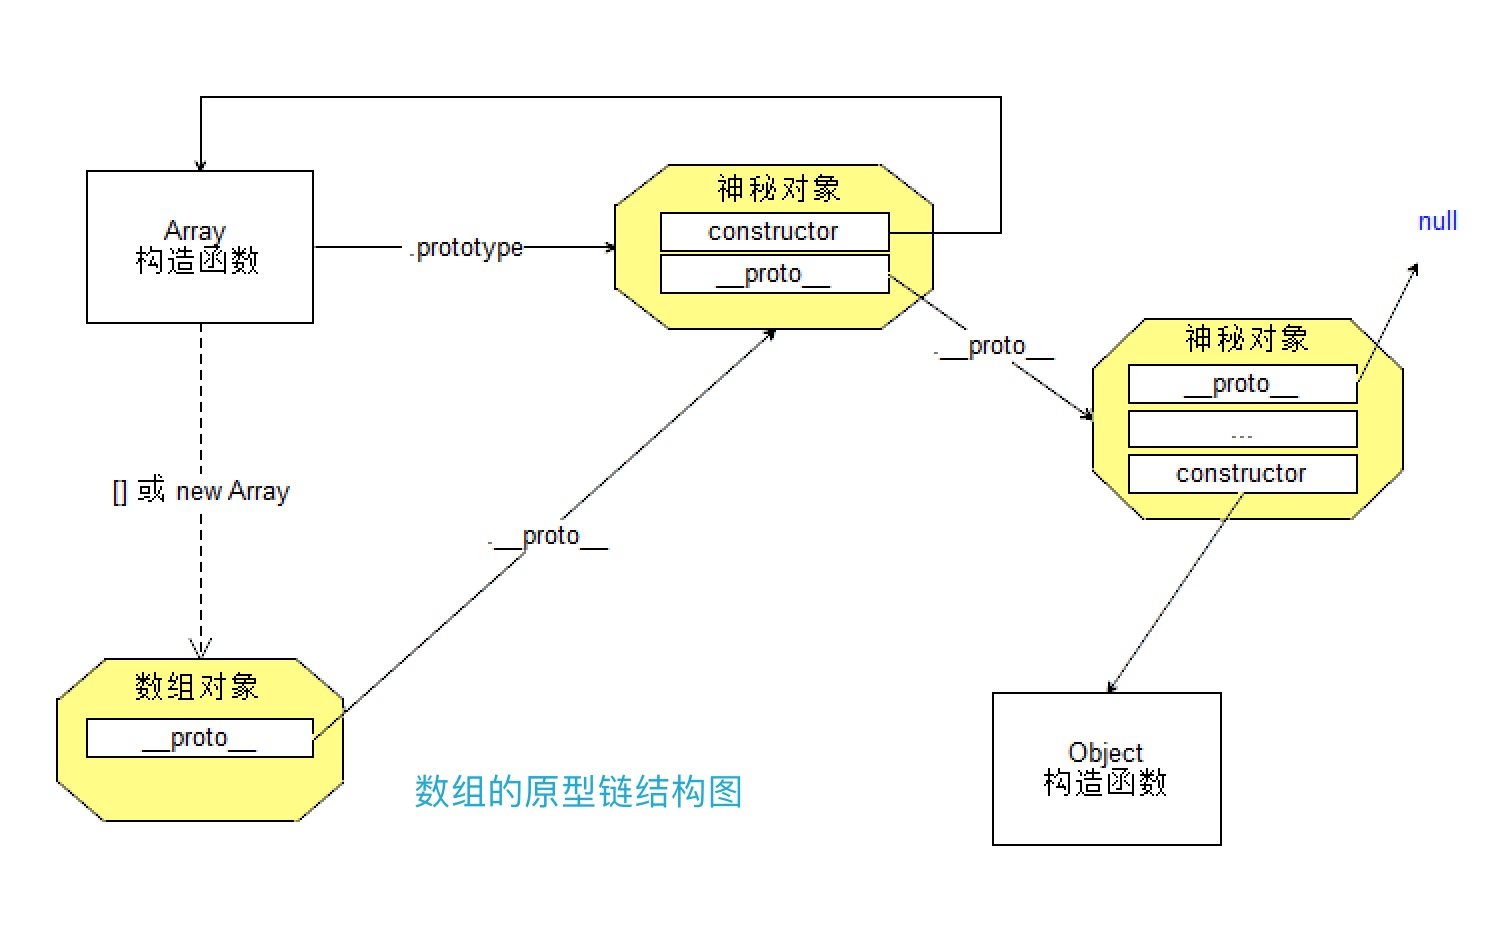 神秘对象
constructor
__proto__
Array
构造函数
.prototype
null
.__proto__
神秘对象
__proto__
...
constructor
[] 或 new Array
.__proto__
数组对象
__proto__
Object
构造函数
数组的原型链结构图